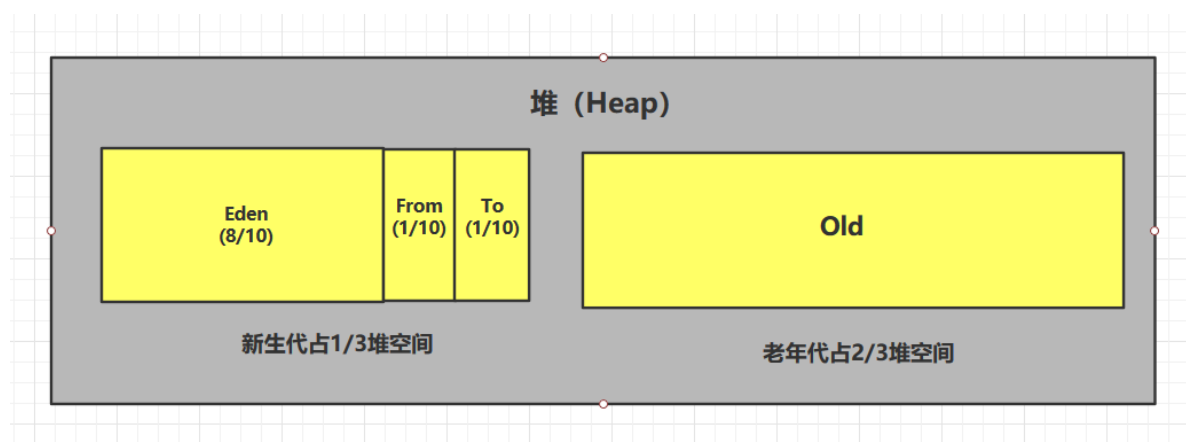 堆（Heap）
Eden
(8/10)
From
(1/10)
To
(1/10)
Old
新生代占1/3堆空间
老年代占2/3堆空间